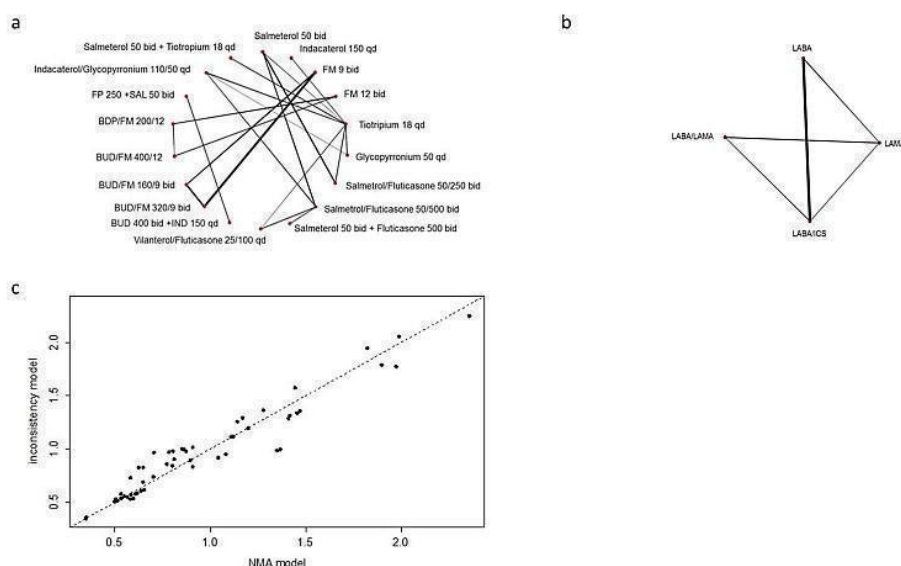 a
b
Salmeterol 50 bid
Salmeterol 50 bid + Tiotropium 18 qd
Indacaterol 150 qd
Indacaterol/Glycopyrronium 110/50 qd
FM 9 bid
FP 250 +SAL 50 bid
FM 12 bid
BDP/FM 200/12
Tiotripium 18 qd
BUD/FM 400/12
Glycopyrronium 50 qd
BUD/FM 160/9 bid
Salmetrol/Fluticasone 50/250 bid
BUD/FM 320/9 bid
Salmetrol/Fluticasone 50/500 bid
BUD 400 bid +IND 150 qd
Salmeterol 50 bid + Fluticasone 500 bid
Vilanterol/Fluticasone 25/100 qd
LABA
LABA/LAMA
LAMA
LABA/ICS
c
inconsistency model
2.0
1.5
1.0
0.5
0.5 1.0 1.5 2.0
NMA model